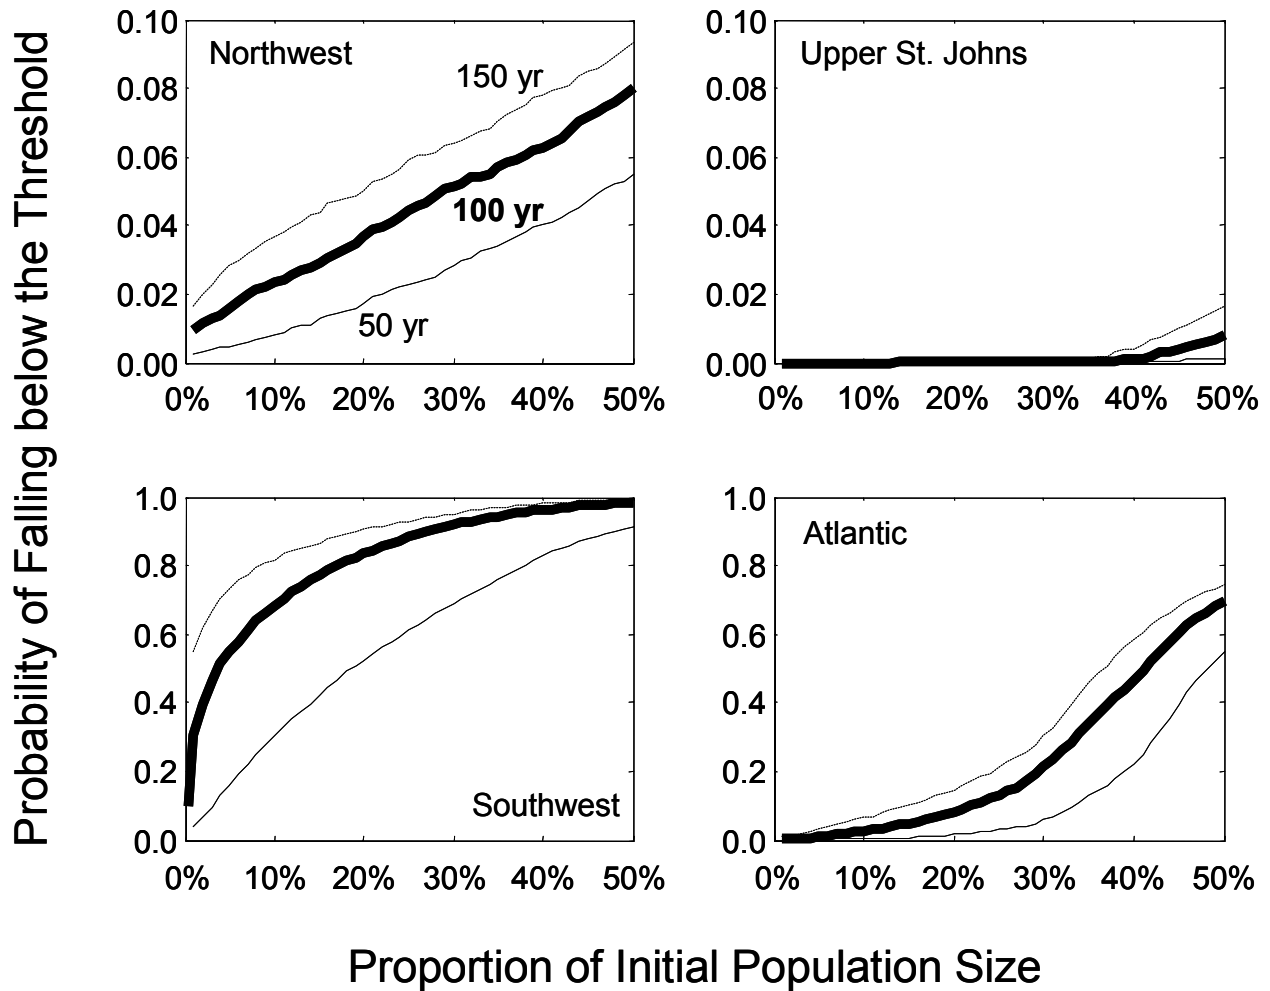 Probability of Falling below the Threshold
0.10
0.08
0.06
0.04
0.02
0.00
Northwest
150 yr
100 yr
50 yr
0% 10% 20% 30% 40% 50%
0.10
0.08
0.06
0.04
0.02
0.00
Upper St. Johns
0% 10% 20% 30% 40% 50%
1.0
0.8
0.6
0.4
0.2
0.0
Southwest
0% 10% 20% 30% 40% 50%
1.0
0.8
0.6
0.4
0.2
0.0
Atlantic
0% 10% 20% 30% 40% 50%
Proportion of Initial Population Size